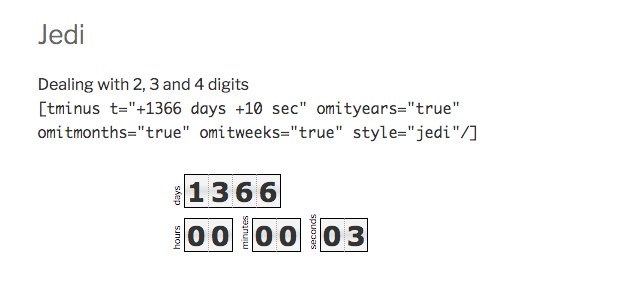 Jedi
Dealing with 2, 3 and 4 digits
[tminus t="+1366 days +10 sec" omityears="true"
omitmonths="true" omitweeks="true" style="jedi"/]
days 1366
hours 00 minutes 00 seconds 03